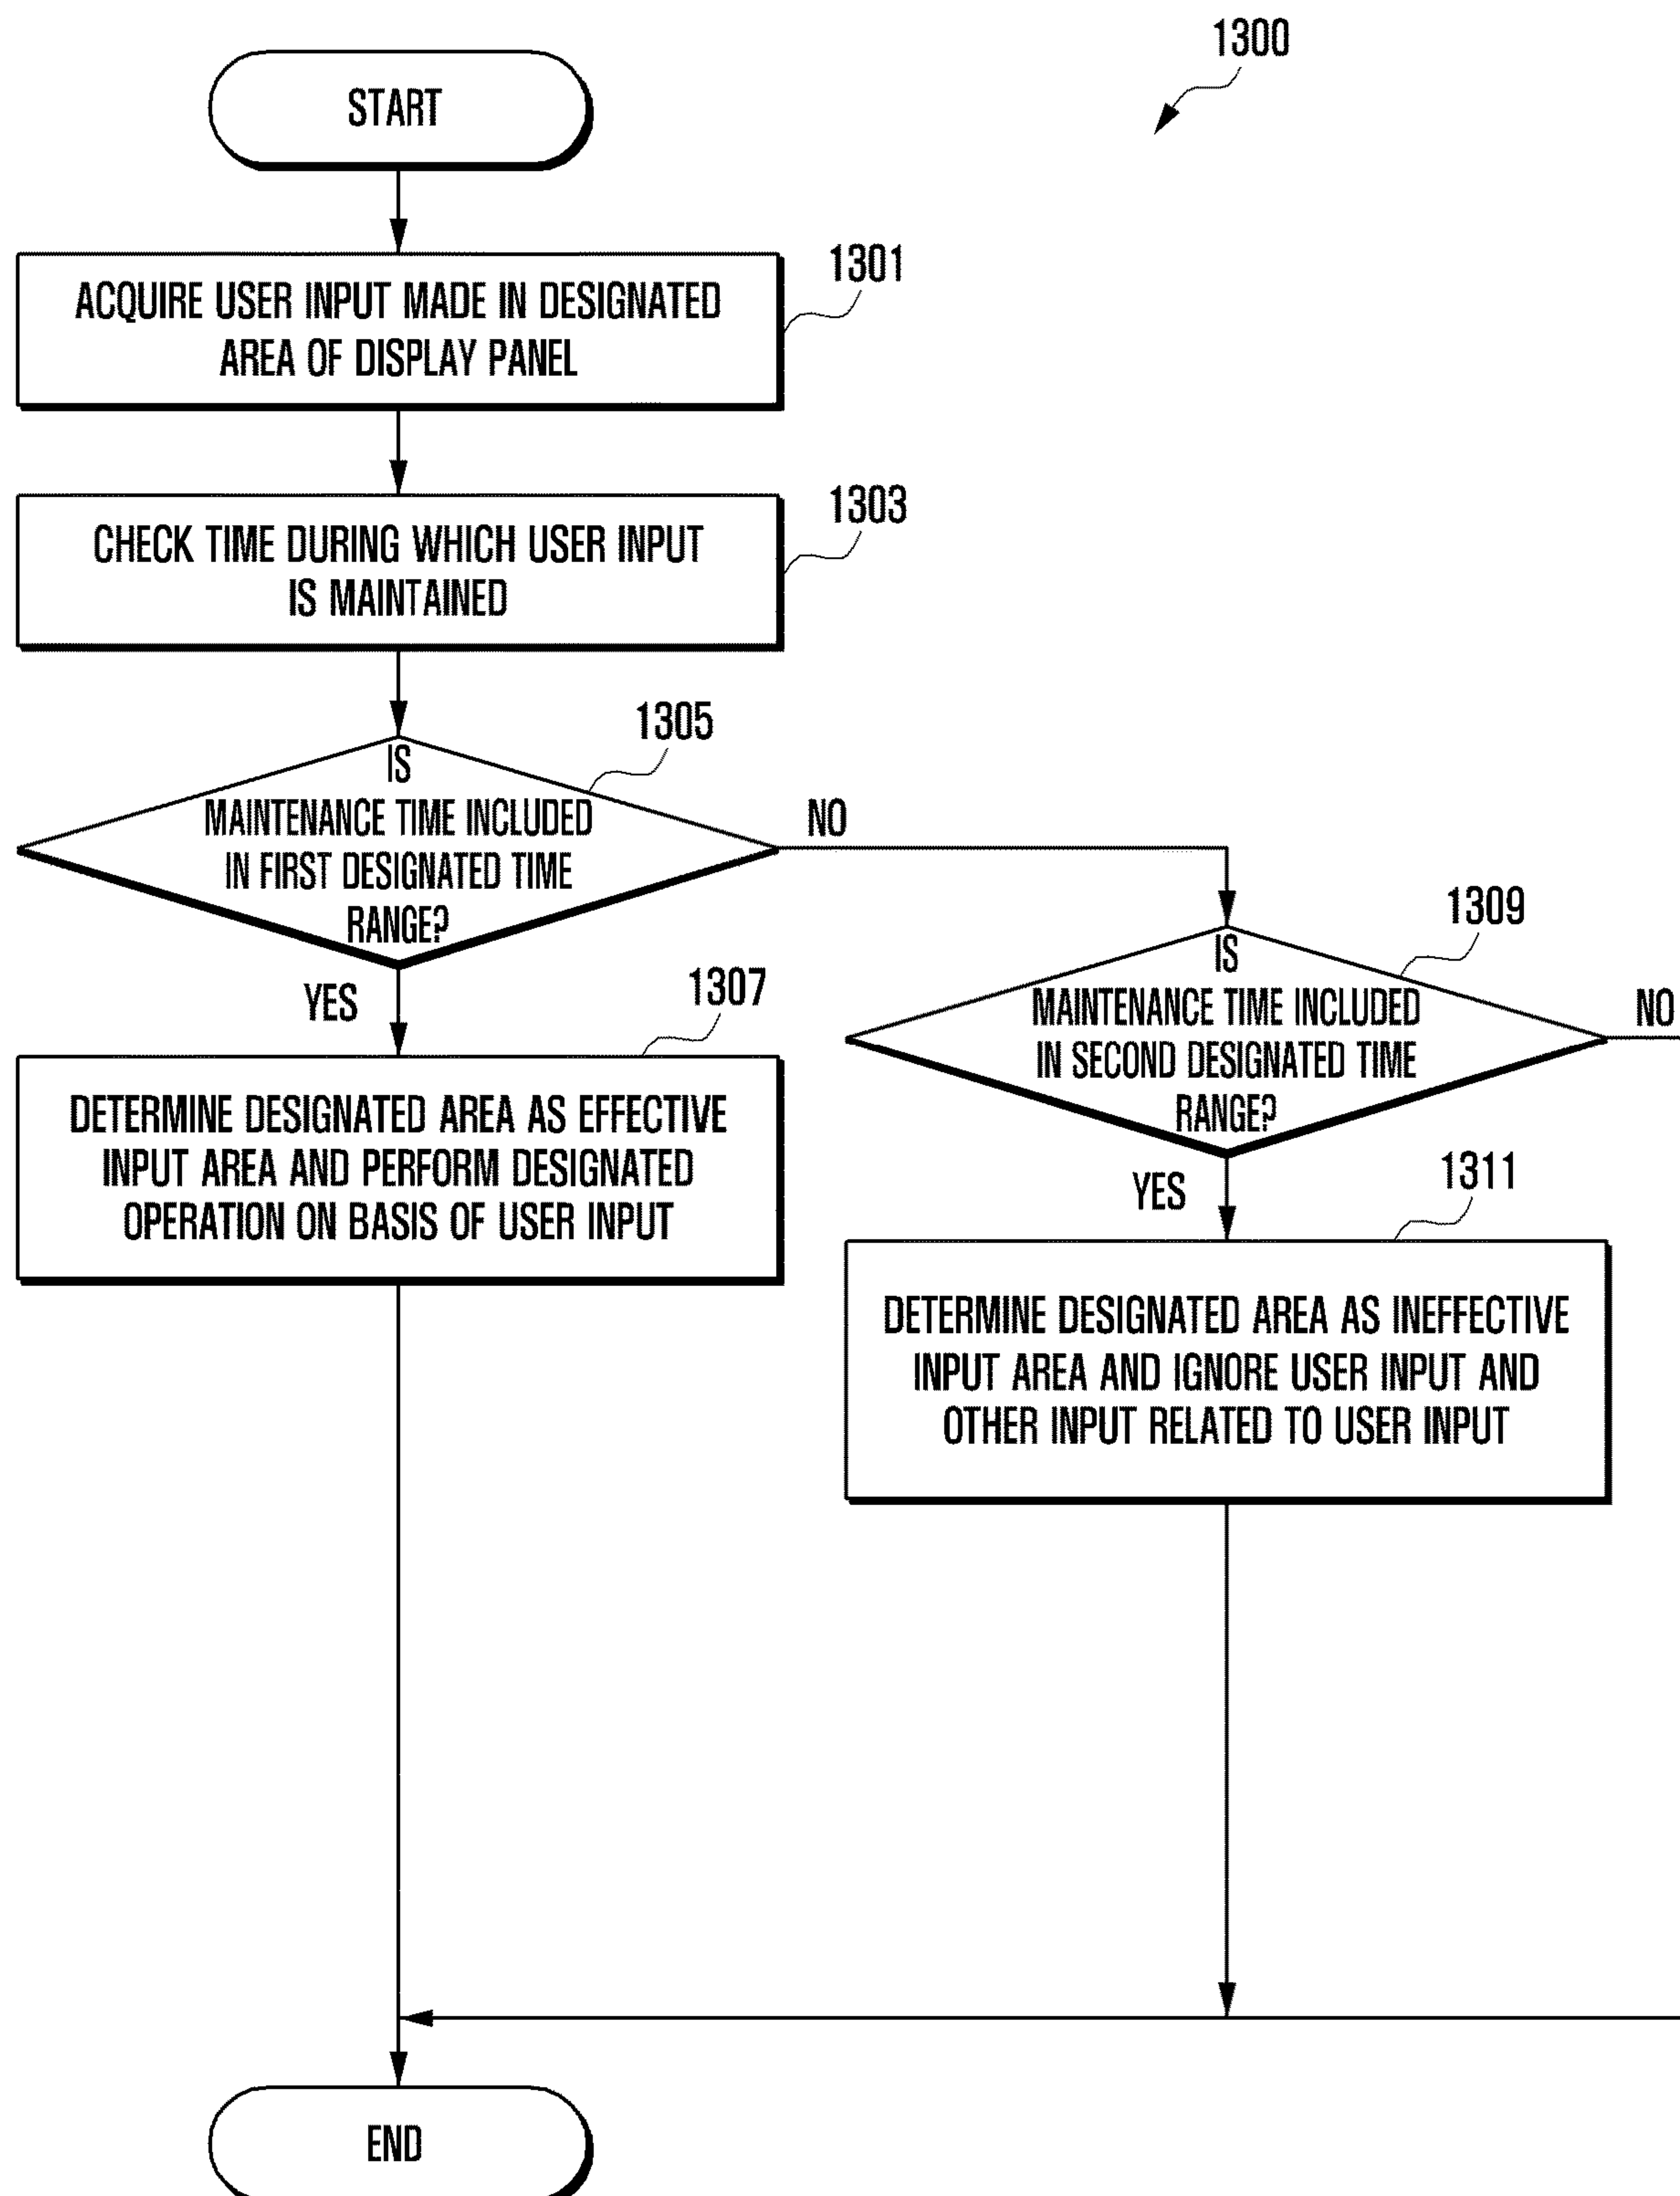 1300
START
1301
ACQUIRE USER INPUT MADE IN DESIGNATED
AREA OF DISPLAY PANEL
1303
CHECK TIME DURING WHICH USER INPUT
IS MAINTAINED
1305
IS
MAINTENANCE TIME INCLUDED
IN FIRST DESIGNATED TIME
RANGE?
NO
YES
1307
DETERMINE DESIGNATED AREA AS EFFECTIVE
INPUT AREA AND PERFORM DESIGNATED
OPERATION ON BASIS OF USER INPUT
1309
IS
MAINTENANCE TIME INCLUDED
IN SECOND DESIGNATED TIME
RANGE?
NO
YES
1311
DETERMINE DESIGNATED AREA AS INEFFECTIVE
INPUT AREA AND IGNORE USER INPUT AND
OTHER INPUT RELATED TO USER INPUT
END